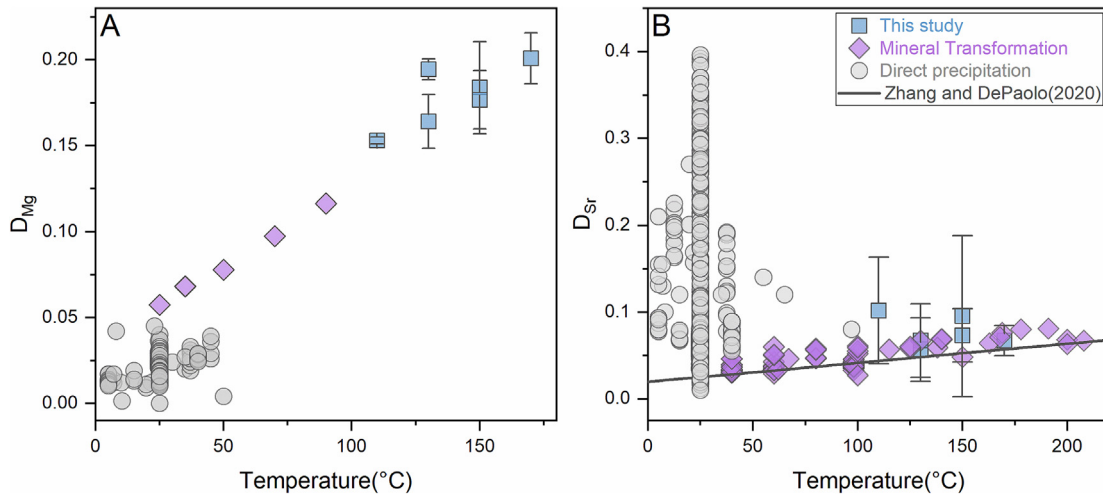 A
D_Mg
0.20
0.15
0.10
0.05
0.00
0 50 100 150
Temperature(°C)
B
This study
Mineral Transformation
Direct precipitation
Zhang and DePaolo(2020)
D_Sr
0.4
0.3
0.2
0.1
0.0
0 50 100 150 200
Temperature(°C)